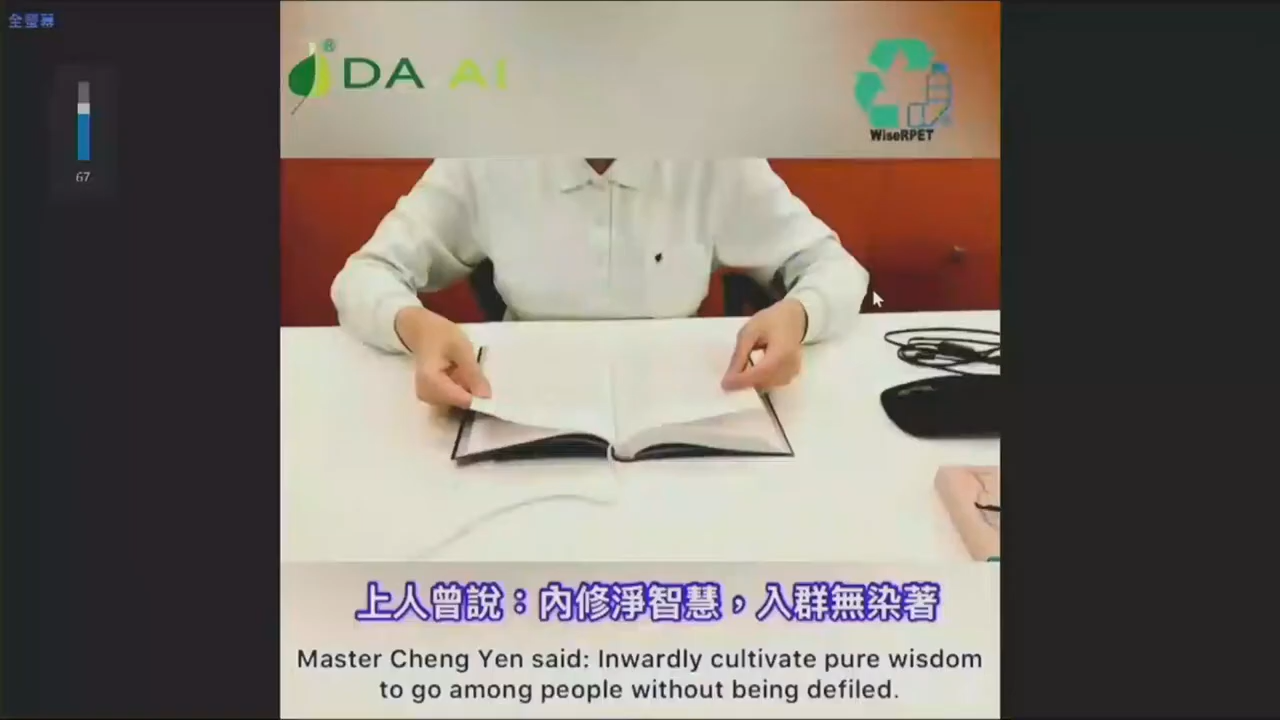 全螢幕
67
® DA AI
WiseRPET
上人曾說：內修淨智慧，入群無染著
Master Cheng Yen said: Inwardly cultivate pure wisdom
to go among people without being defiled.